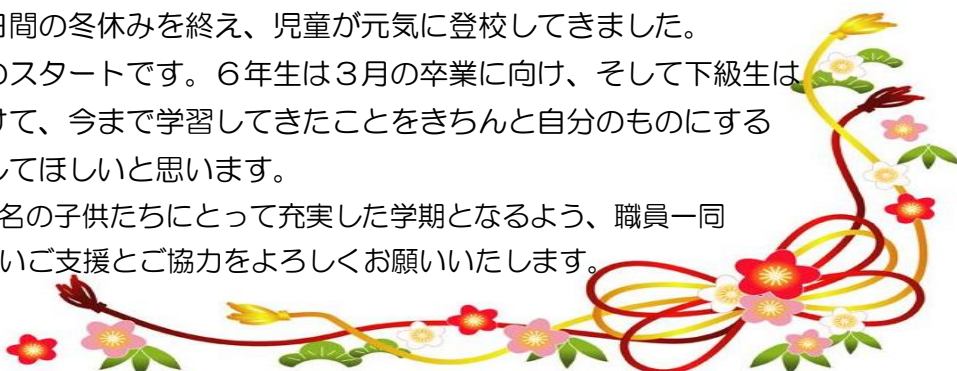 日間の冬休みを終え、児童が元気に登校してきました。
のスタートです。６年生は３月の卒業に向け、そして下級生は
けて、今まで学習してきたことをきちんと自分のものにする
してほしいと思います。
名の子供たちにとって充実した学期となるよう、職員一同
いご支援とご協力をよろしくお願いいたします。